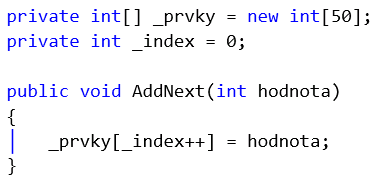 private int[] _prvky = new int[50];
private int _index = 0;
public void AddNext(int hodnota)
{
_prvky[_index++] = hodnota;
}